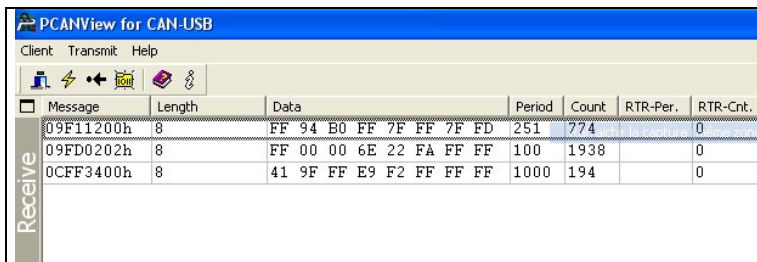 PCANView for CAN-USB
Client Transmit Help
Message Length Data Period Count RTR-Per. RTR-Cnt.
09F11200h 8 FF 94 B0 FF 7F FF 7F FD 251 774 0
09FD0202h 8 FF 00 00 6E 22 FA FF FF 100 1938 0
0CFF3400h 8 41 9F FF E9 F2 FF FF FF 1000 194 0
Receive